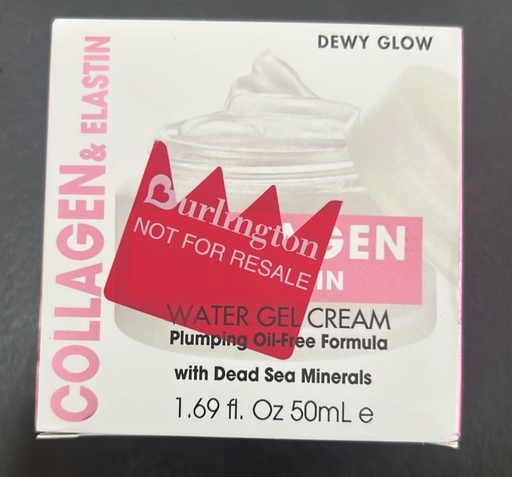 DEWY GLOW
COLLAGEN & ELASTIN
Burlington
NOT FOR RESALE
GEN
IN
WATER GEL CREAM
Plumping Oil-Free Formula
with Dead Sea Minerals
1.69 fl. Oz 50mL e